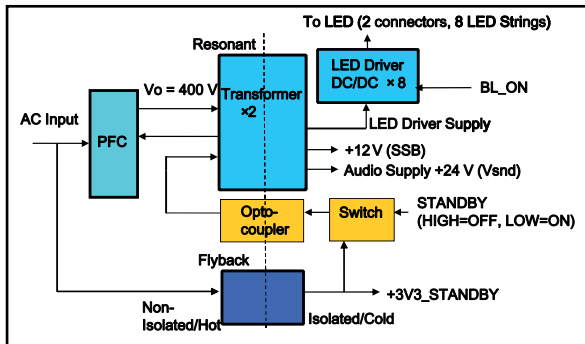 To LED (2 connectors, 8 LED Strings)
Resonant
LED Driver
DC/DC × 8
Vo = 400 V
Transformer
×2
BL_ON
AC Input
PFC
LED Driver Supply
+12V (SSB)
Audio Supply +24 V (Vsnd)
Opto-
coupler
Switch
STANDBY
(HIGH=OFF, LOW=ON)
Flyback
+3V3_STANDBY
Non-
Isolated/Hot
Isolated/Cold